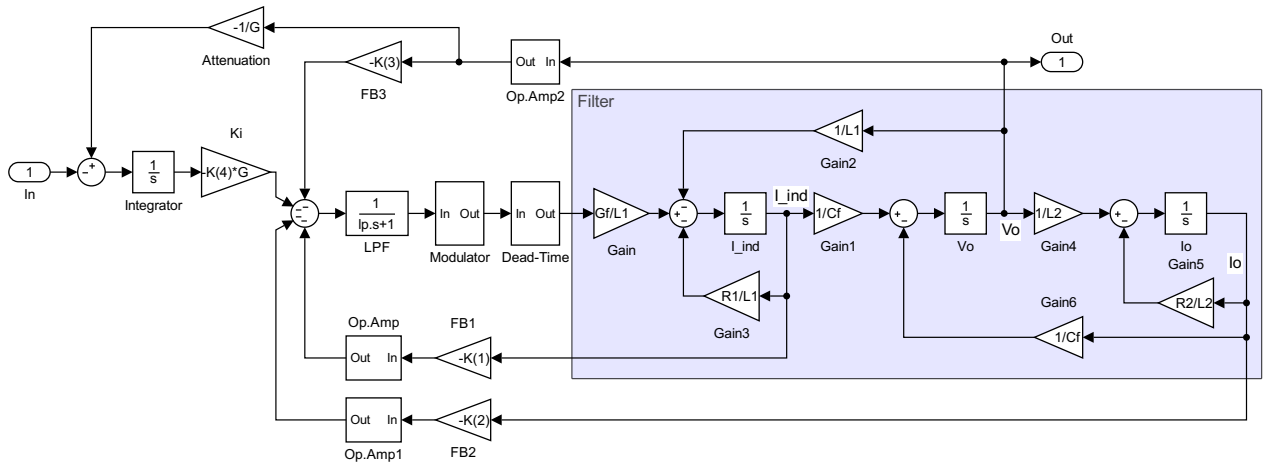 -1/G
Attenuation
-K(3)
FB3
Out In
Op.Amp2
Out
1
Filter
1/L1
Gain2
1
In
1
s
Integrator
Ki
-K(4)*G
1
lp.s+1
LPF
In Out
Modulator
In Out
Dead-Time
Gf/L1
Gain
1
s
I_ind
I_ind
1/Cf
Gain1
1
s
Vo
Vo
1/L2
Gain4
1
s
Io
Gain5
Io
R1/L1
Gain3
R2/L2
Gain6
1/Cf
Op.Amp
Out In
FB1
-K(1)
Out In
Op.Amp1
-K(2)
FB2